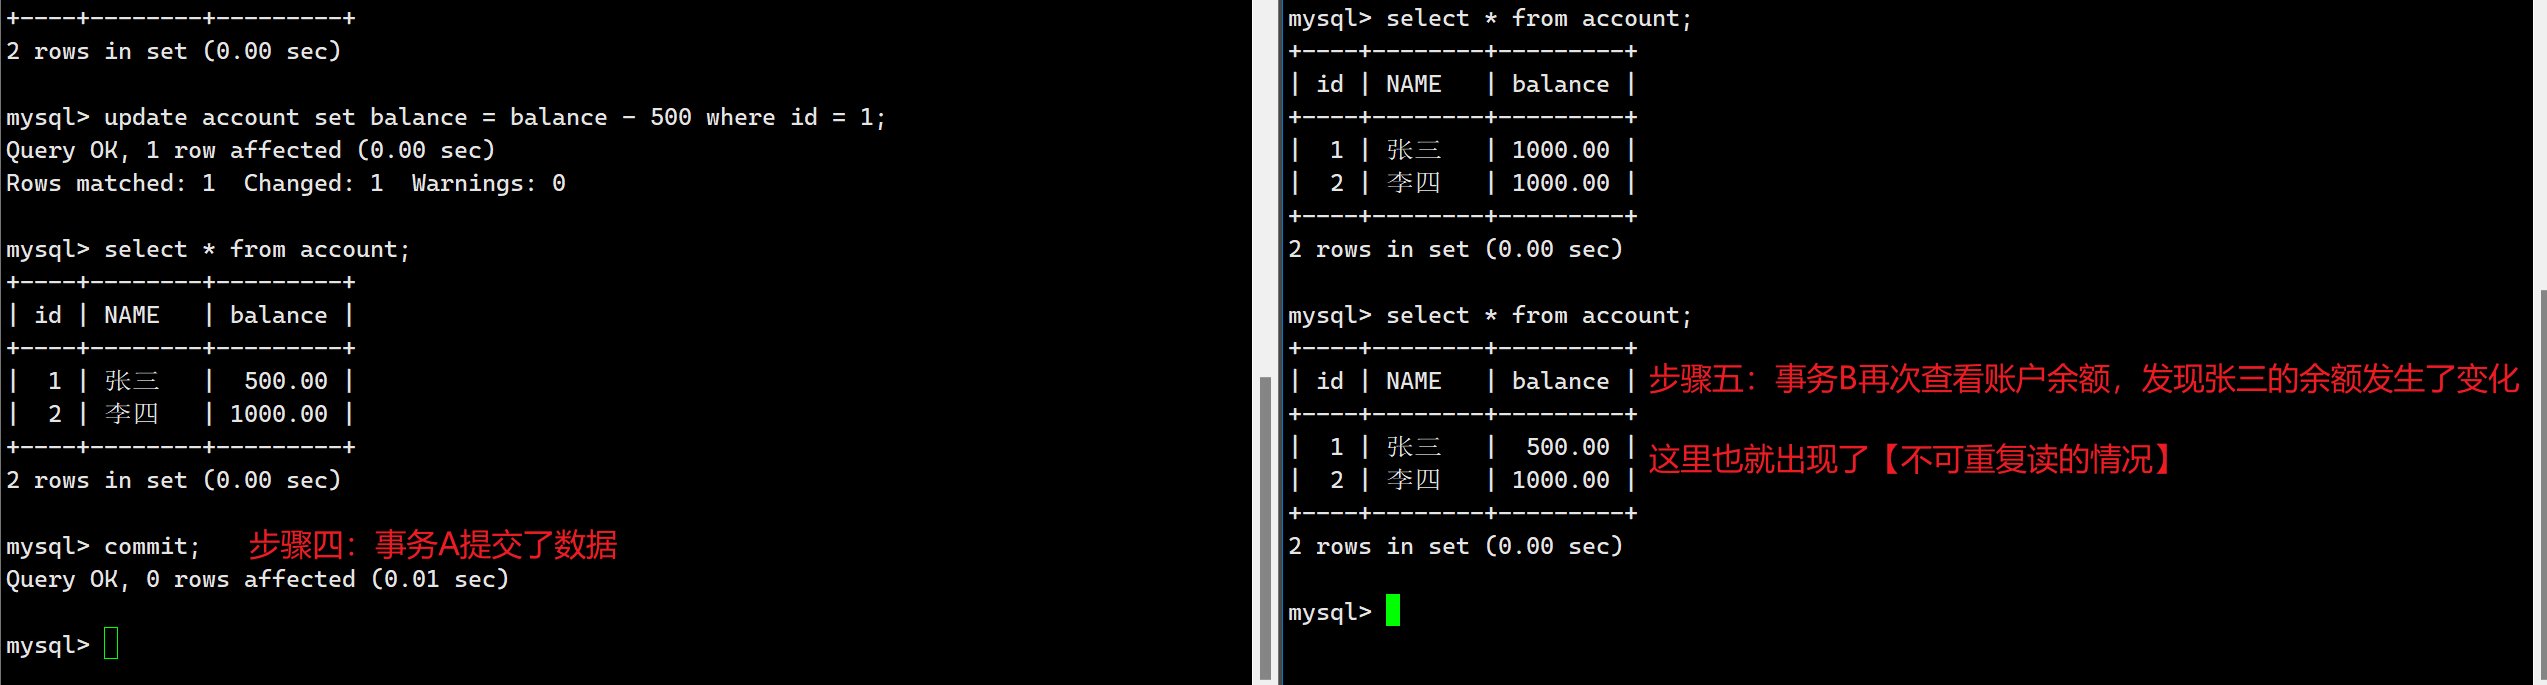 +----+--------+---------+
2 rows in set (0.00 sec)
mysql> update account set balance = balance - 500 where id = 1;
Query OK, 1 row affected (0.00 sec)
Rows matched: 1  Changed: 1  Warnings: 0
mysql> select * from account;
+----+--------+---------+
| id | NAME   | balance |
+----+--------+---------+
|  1 | 张三   |  500.00 |
|  2 | 李四   | 1000.00 |
+----+--------+---------+
2 rows in set (0.00 sec)
mysql> commit; 步骤四：事务A提交了数据
Query OK, 0 rows affected (0.01 sec)
mysql>
mysql> select * from account;
+----+--------+---------+
| id | NAME   | balance |
+----+--------+---------+
|  1 | 张三   | 1000.00 |
|  2 | 李四   | 1000.00 |
+----+--------+---------+
2 rows in set (0.00 sec)
mysql> select * from account;
+----+--------+---------+
| id | NAME   | balance | 步骤五：事务B再次查看账户余额，发现张三的余额发生了变化
+----+--------+---------+
|  1 | 张三   |  500.00 | 这里也就出现了【不可重复读的情况】
|  2 | 李四   | 1000.00 |
+----+--------+---------+
2 rows in set (0.00 sec)
mysql>